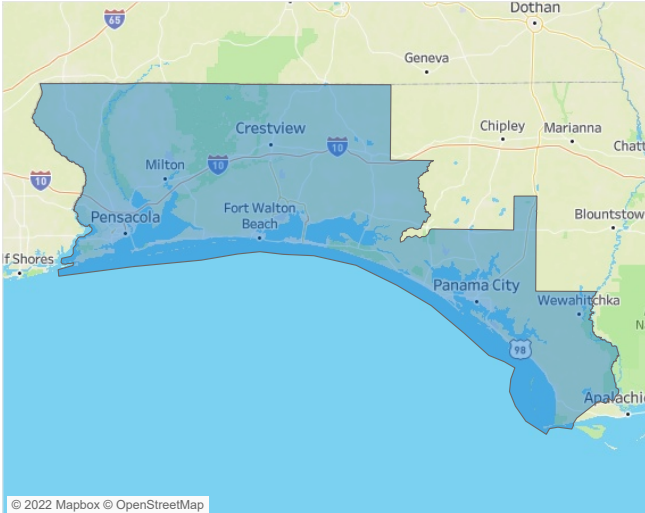 Dothan
65
Geneva
Crestview
Chipley
Marianna
10
Chatt
Milton
10
10
Pensacola
Fort Walton
Beach
Blountstow
lf Shores
Panama City
Wewahitchka
N
98
Apalachi
© 2022 Mapbox © OpenStreetMap